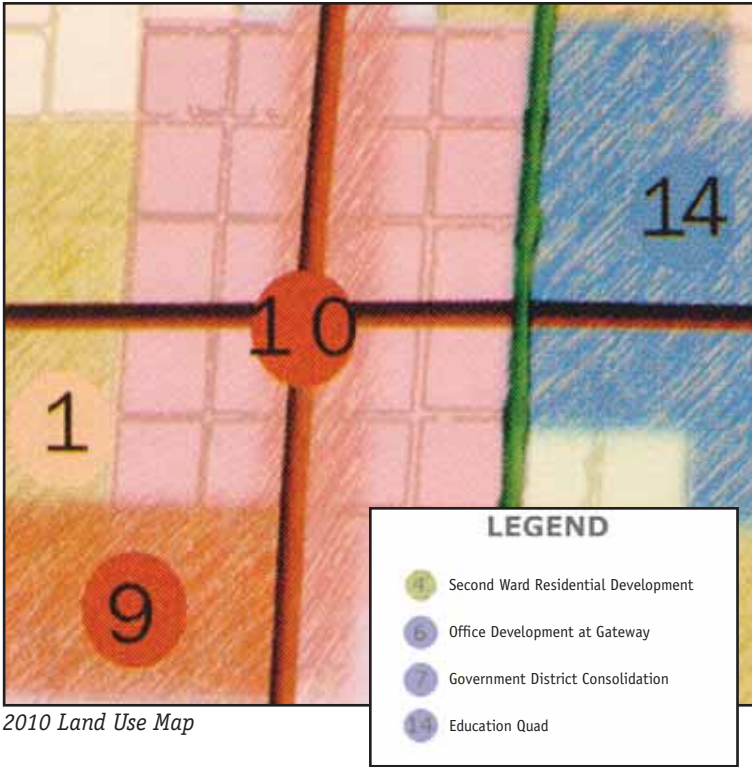 14
10
1
9
LEGEND
4 Second Ward Residential Development
6 Office Development at Gateway
7 Government District Consolidation
14 Education Quad
2010 Land Use Map